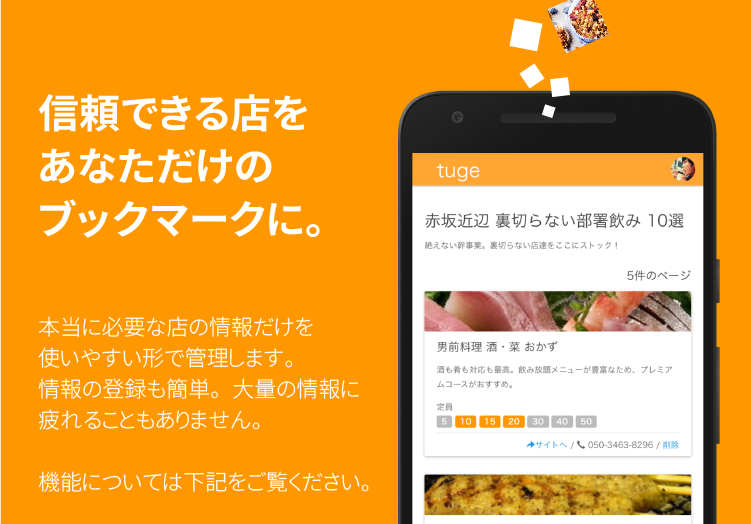 信頼できる店を
あなただけの
ブックマークに。
本当に必要な店の情報だけを
使いやすい形で管理します。
情報の登録も簡単。大量の情報に
疲れることもありません。
機能については下記をご覧ください。
tuge
赤坂近辺 裏切らない部署飲み 10選
絶えない幹事業。裏切らない店達をここにストック！
5件のページ
男前料理 酒・菜 おかず
酒も肴も対応も最高。飲み放題メニューが豊富なため、プレミア
ムコースがおすすめ。
定員
5 10 15 20 30 40 50
サイトへ / 050-3463-8296 / 削除